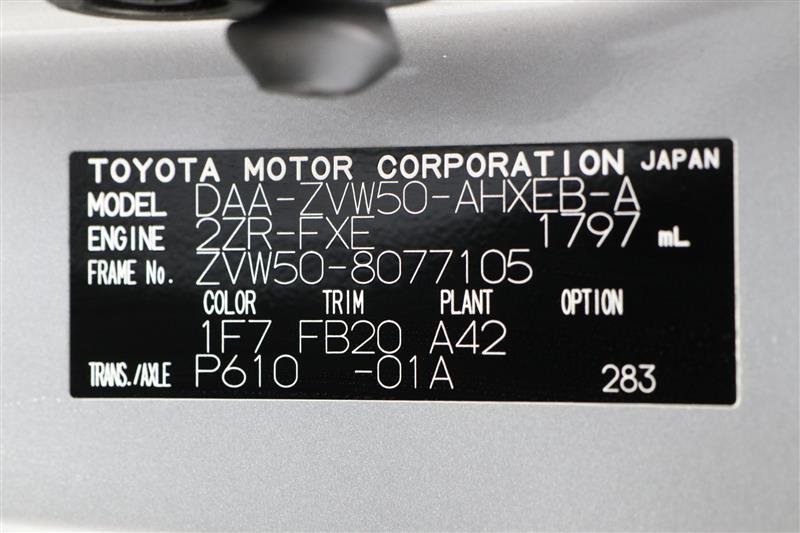 TOYOTA MOTOR CORPORATION JAPAN
MODEL DAA-ZVW50-AHXEB-A
ENGINE 2ZR-FXE 1797 mL
FRAME No. ZVW50-8077105
COLOR TRIM PLANT OPTION
1F7 FB20 A42
TRANS./AXLE P610 -01A 283